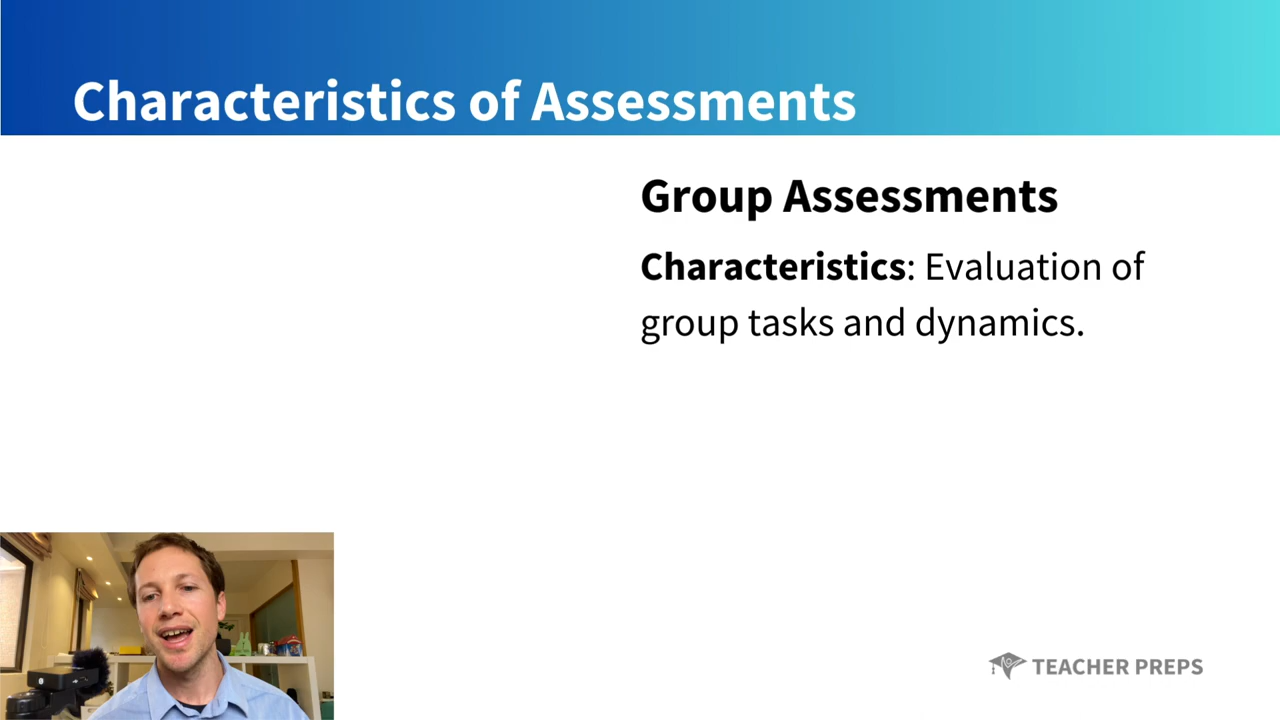 Characteristics of Assessments
Group Assessments
Characteristics: Evaluation of
group tasks and dynamics.
TEACHER PREPS